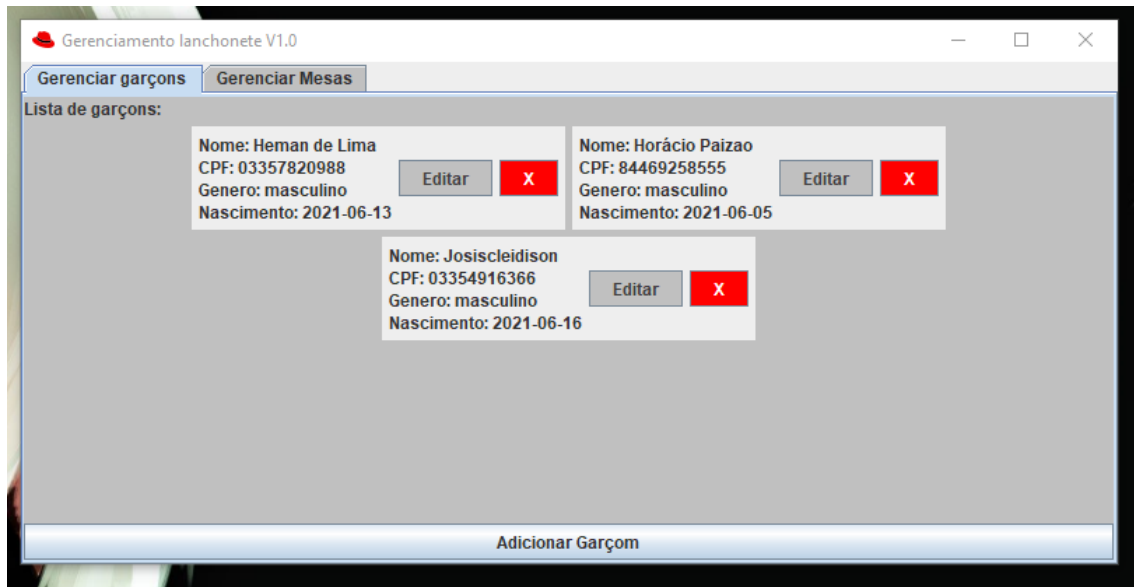 Gerenciamento lanchonete V1.0
Gerenciar garçons Gerenciar Mesas
Lista de garçons:
Nome: Heman de Lima
CPF: 03357820988
Genero: masculino
Nascimento: 2021-06-13
Editar X
Nome: Horácio Paizao
CPF: 84469258555
Genero: masculino
Nascimento: 2021-06-05
Editar X
Nome: Josiscleidison
CPF: 03354916366
Genero: masculino
Nascimento: 2021-06-16
Editar X
Adicionar Garçom